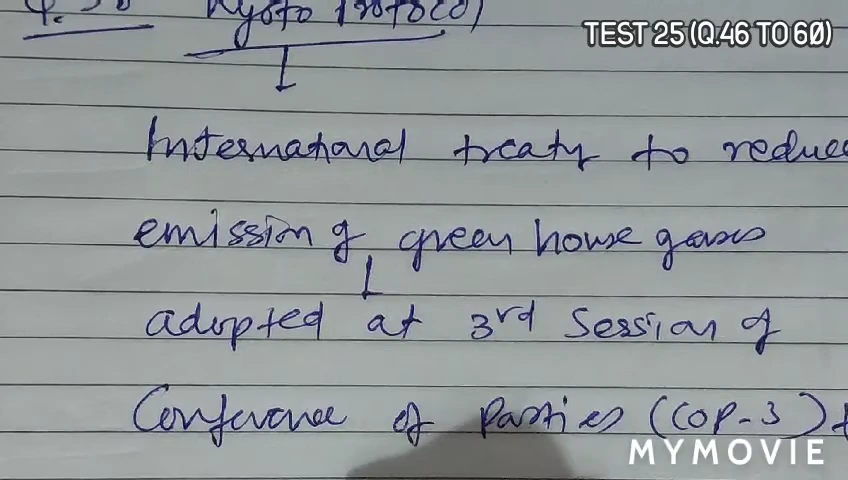 Kyoto Protocol
TEST 25 (Q.46 TO 60)
International treaty to reduce
emission of green house gases
adopted at 3rd Session of
Conference of Parties (COP-3)
MYMOVIE